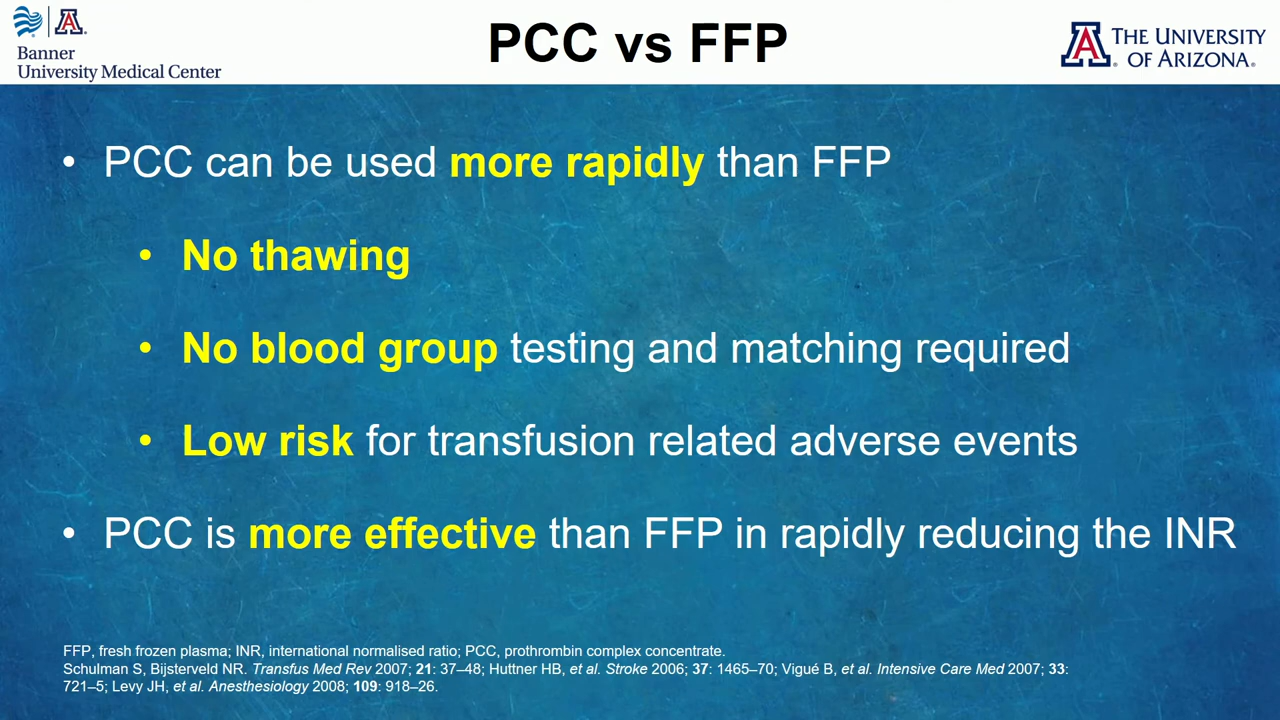 Banner
University Medical Center
PCC vs FFP
THE UNIVERSITY
OF ARIZONA.
• PCC can be used more rapidly than FFP
• No thawing
• No blood group testing and matching required
• Low risk for transfusion related adverse events
• PCC is more effective than FFP in rapidly reducing the INR
FFP, fresh frozen plasma; INR, international normalised ratio; PCC, prothrombin complex concentrate.
Schulman S, Bijsterveld NR. Transfus Med Rev 2007; 21: 37–48; Huttner HB, et al. Stroke 2006; 37: 1465–70; Vigué B, et al. Intensive Care Med 2007; 33:
721–5; Levy JH, et al. Anesthesiology 2008; 109: 918–26.